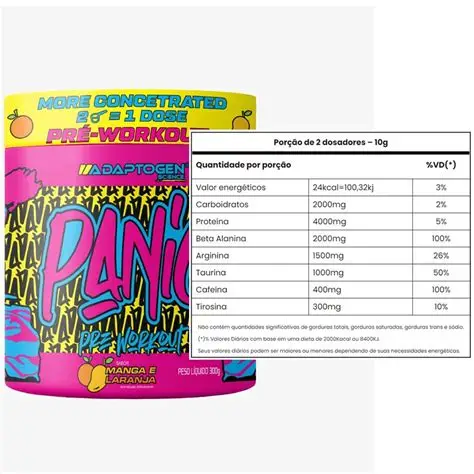 MORE CONCETRATED
2 = 1 DOSE
PRÉ-WORKOUT
ADAPTOGEN
SCIENCE
PANIC
PRE WORKOUT
SABOR
MANGA E
LARANJA
PESO LÍQUIDO 300g
Porção de 2 dosadores – 10g
Quantidade por porção %VD(*)
Valor energéticos 24kcal=100,32kj 3%
Carboidratos 2000mg 2%
Proteína 4000mg 5%
Beta Alanina 2000mg 100%
Arginina 1500mg 26%
Taurina 1000mg 50%
Cafeína 400mg 100%
Tirosina 300mg 10%
Não contém quantidades significativas de gorduras totais, gorduras saturadas, gorduras trans e sódio.
(*)% Valores Diários com base em uma dieta de 2000Kacal ou 8400KJ.
Seus valores diários podem ser maiores ou menores dependendo de suas necessidades energéticas.